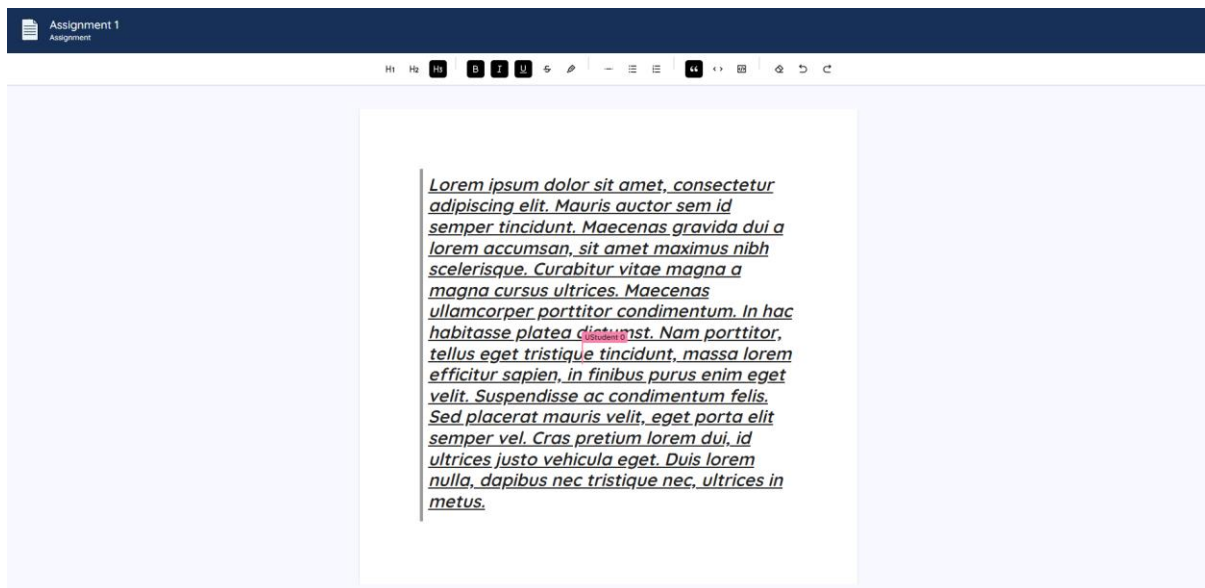 Assignment 1
Assignment
H1 H2 H3 B I U S
Lorem ipsum dolor sit amet, consectetur
adipiscing elit. Mauris auctor sem id
semper tincidunt. Maecenas gravida dui a
lorem accumsan, sit amet maximus nibh
scelerisque. Curabitur vitae magna a
magna cursus ultrices. Maecenas
ullamcorper porttitor condimentum. In hac
habitasse platea dictumst. Nam porttitor,
UStudent 0
tellus eget tristique tincidunt, massa lorem
efficitur sapien, in finibus purus enim eget
velit. Suspendisse ac condimentum felis.
Sed placerat mauris velit, eget porta elit
semper vel. Cras pretium lorem dui, id
ultrices justo vehicula eget. Duis lorem
nulla, dapibus nec tristique nec, ultrices in
metus.